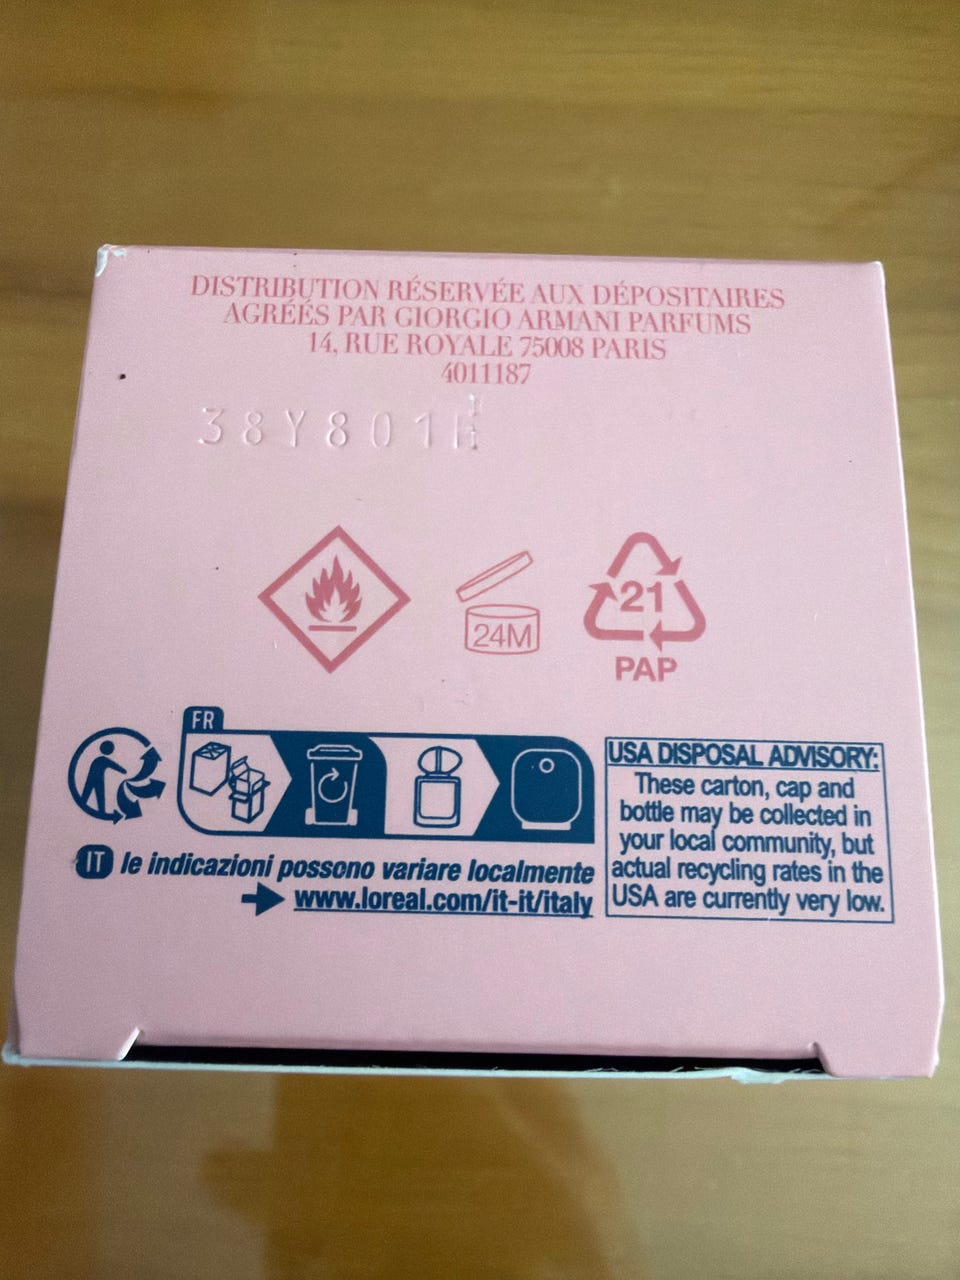 DISTRIBUTION RÉSERVÉE AUX DÉPOSITAIRES
AGRÉÉS PAR GIORGIO ARMANI PARFUMS
14, RUE ROYALE 75008 PARIS
4011187
38Y801
24M
21
PAP
FR
IT le indicazioni possono variare localmente
www.loreal.com/it-it/italy
USA DISPOSAL ADVISORY:
These carton, cap and
bottle may be collected in
your local community, but
actual recycling rates in the
USA are currently very low.